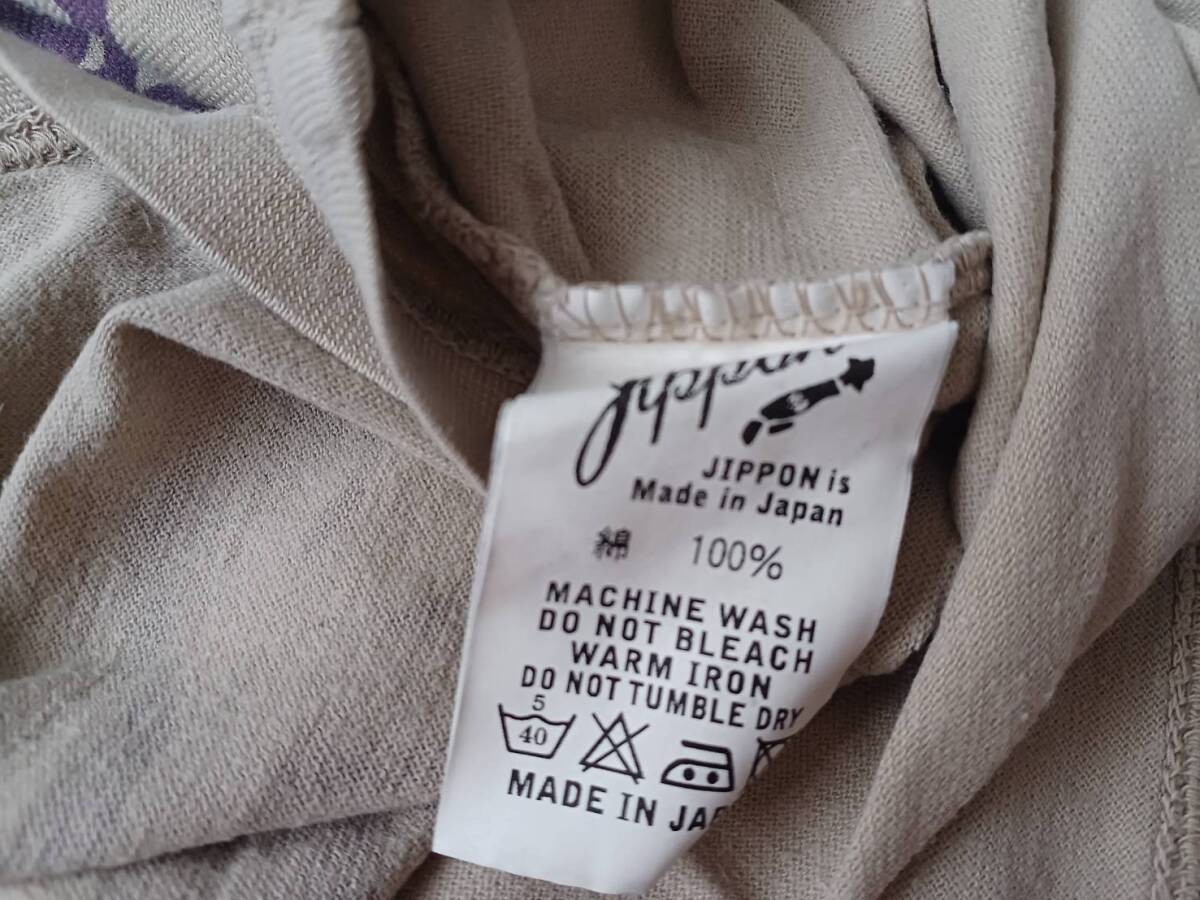 Jippon
JIPPON is
Made in Japan
綿 100%
MACHINE WASH
DO NOT BLEACH
WARM IRON
DO NOT TUMBLE DRY
5
40
MADE IN JAP